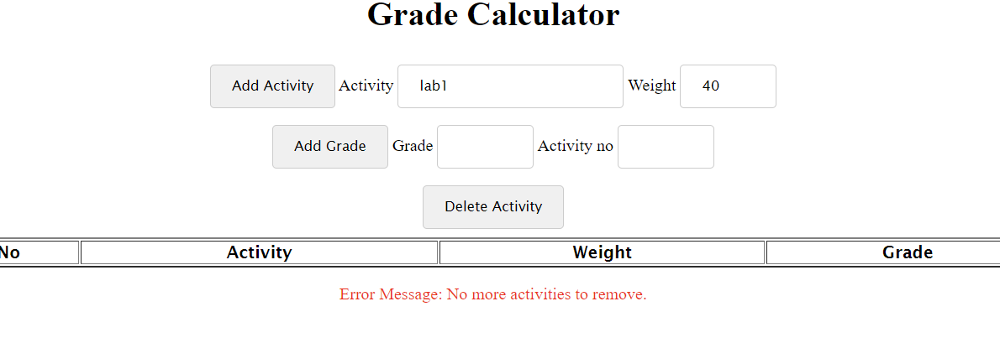 Grade Calculator
Add Activity Activity lab1 Weight 40
Add Grade Grade Activity no
Delete Activity
No Activity Weight Grade
Error Message: No more activities to remove.